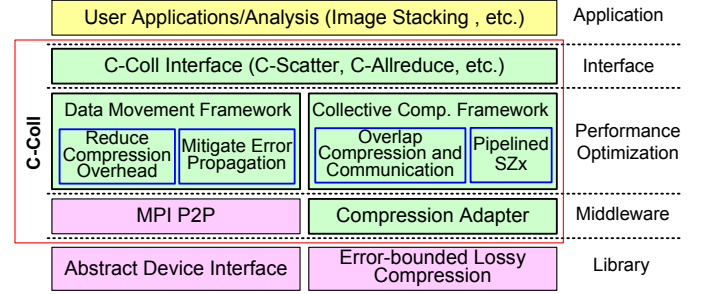 User Applications/Analysis (Image Stacking , etc.)
Application
C-Coll
C-Coll Interface (C-Scatter, C-Allreduce, etc.)
Interface
Data Movement Framework
Reduce
Compression
Overhead
Mitigate Error
Propagation
Collective Comp. Framework
Overlap
Compression and
Communication
Pipelined
SZx
Performance
Optimization
MPI P2P
Compression Adapter
Middleware
Abstract Device Interface
Error-bounded Lossy
Compression
Library